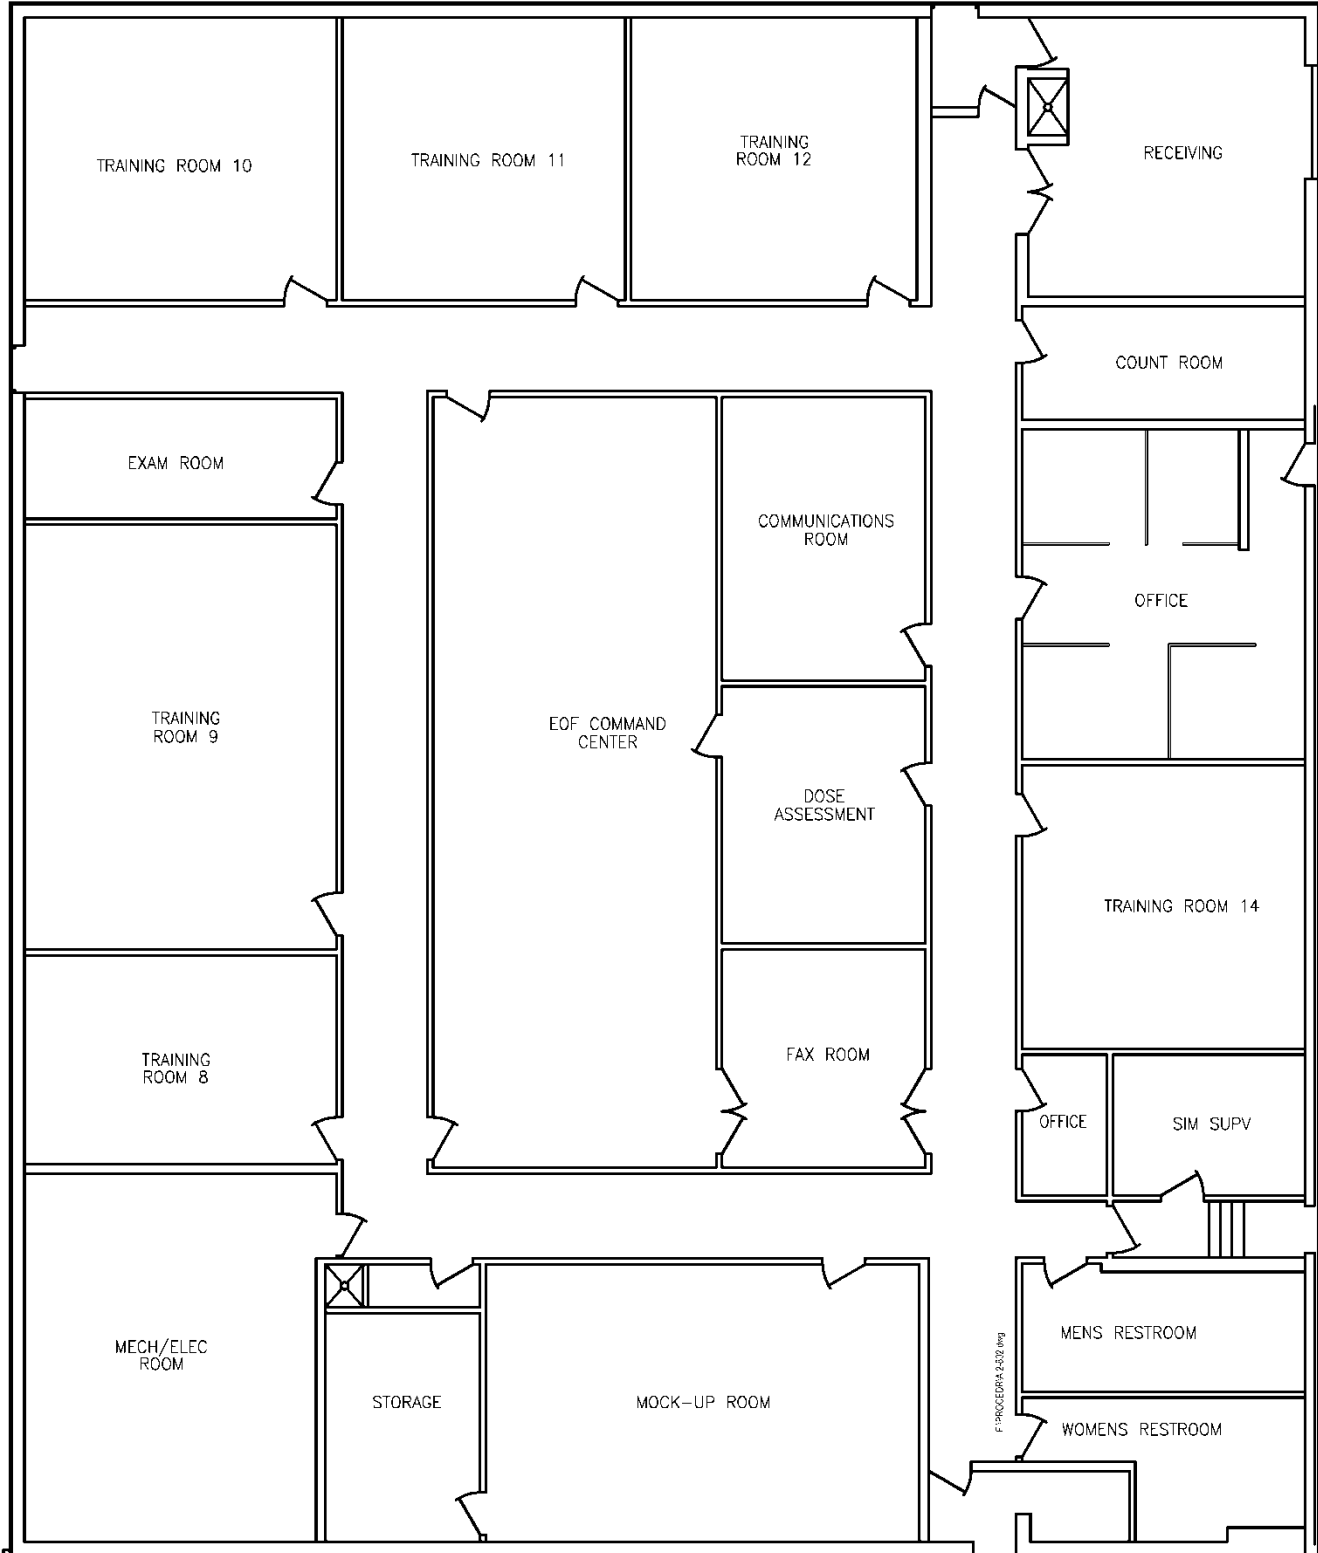 TRAINING ROOM 10
TRAINING ROOM 11
TRAINING
ROOM 12
RECEIVING
COUNT ROOM
EXAM ROOM
COMMUNICATIONS
ROOM
OFFICE
TRAINING
ROOM 9
EOF COMMAND
CENTER
DOSE
ASSESSMENT
TRAINING ROOM 14
TRAINING
ROOM 8
FAX ROOM
OFFICE
SIM SUPV
MECH/ELEC
ROOM
STORAGE
MOCK-UP ROOM
MENS RESTROOM
WOMENS RESTROOM